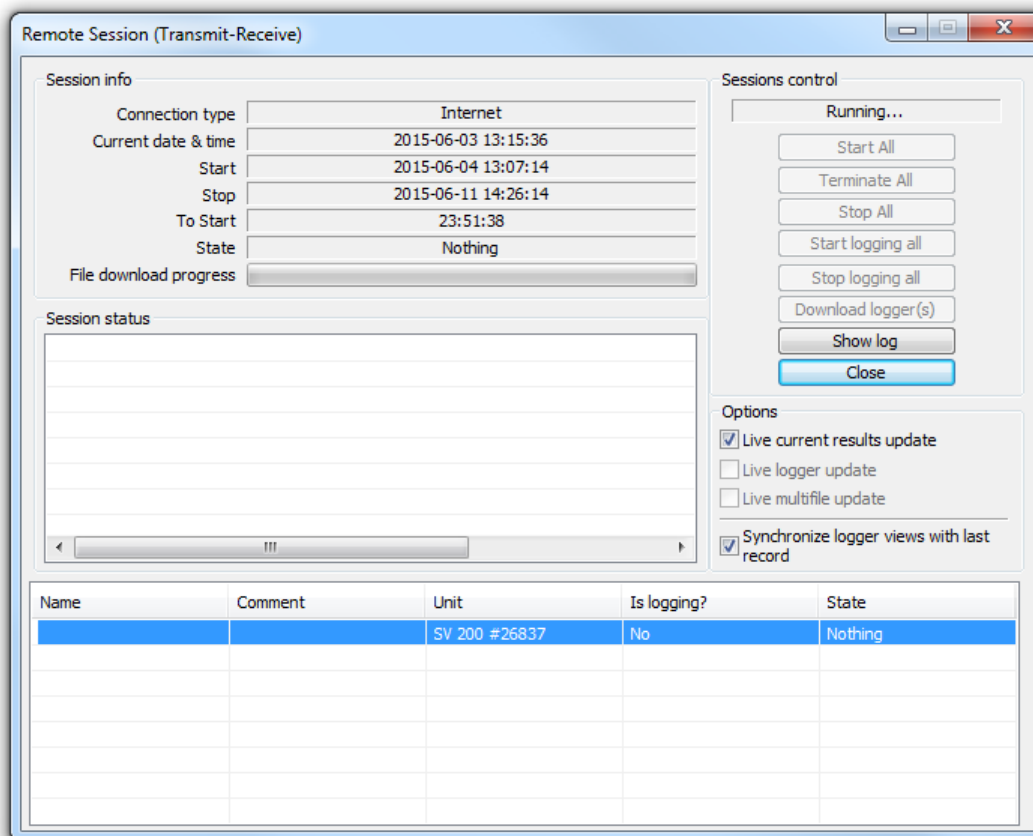 Remote Session (Transmit-Receive)
Session info
Connection type Internet
Current date & time 2015-06-03 13:15:36
Start 2015-06-04 13:07:14
Stop 2015-06-11 14:26:14
To Start 23:51:38
State Nothing
File download progress
Session status
Sessions control
Running...
Start All
Terminate All
Stop All
Start logging all
Stop logging all
Download logger(s)
Show log
Close
Options
Live current results update
Live logger update
Live multifile update
Synchronize logger views with last
record
Name Comment Unit Is logging? State
SV 200 #26837 No Nothing